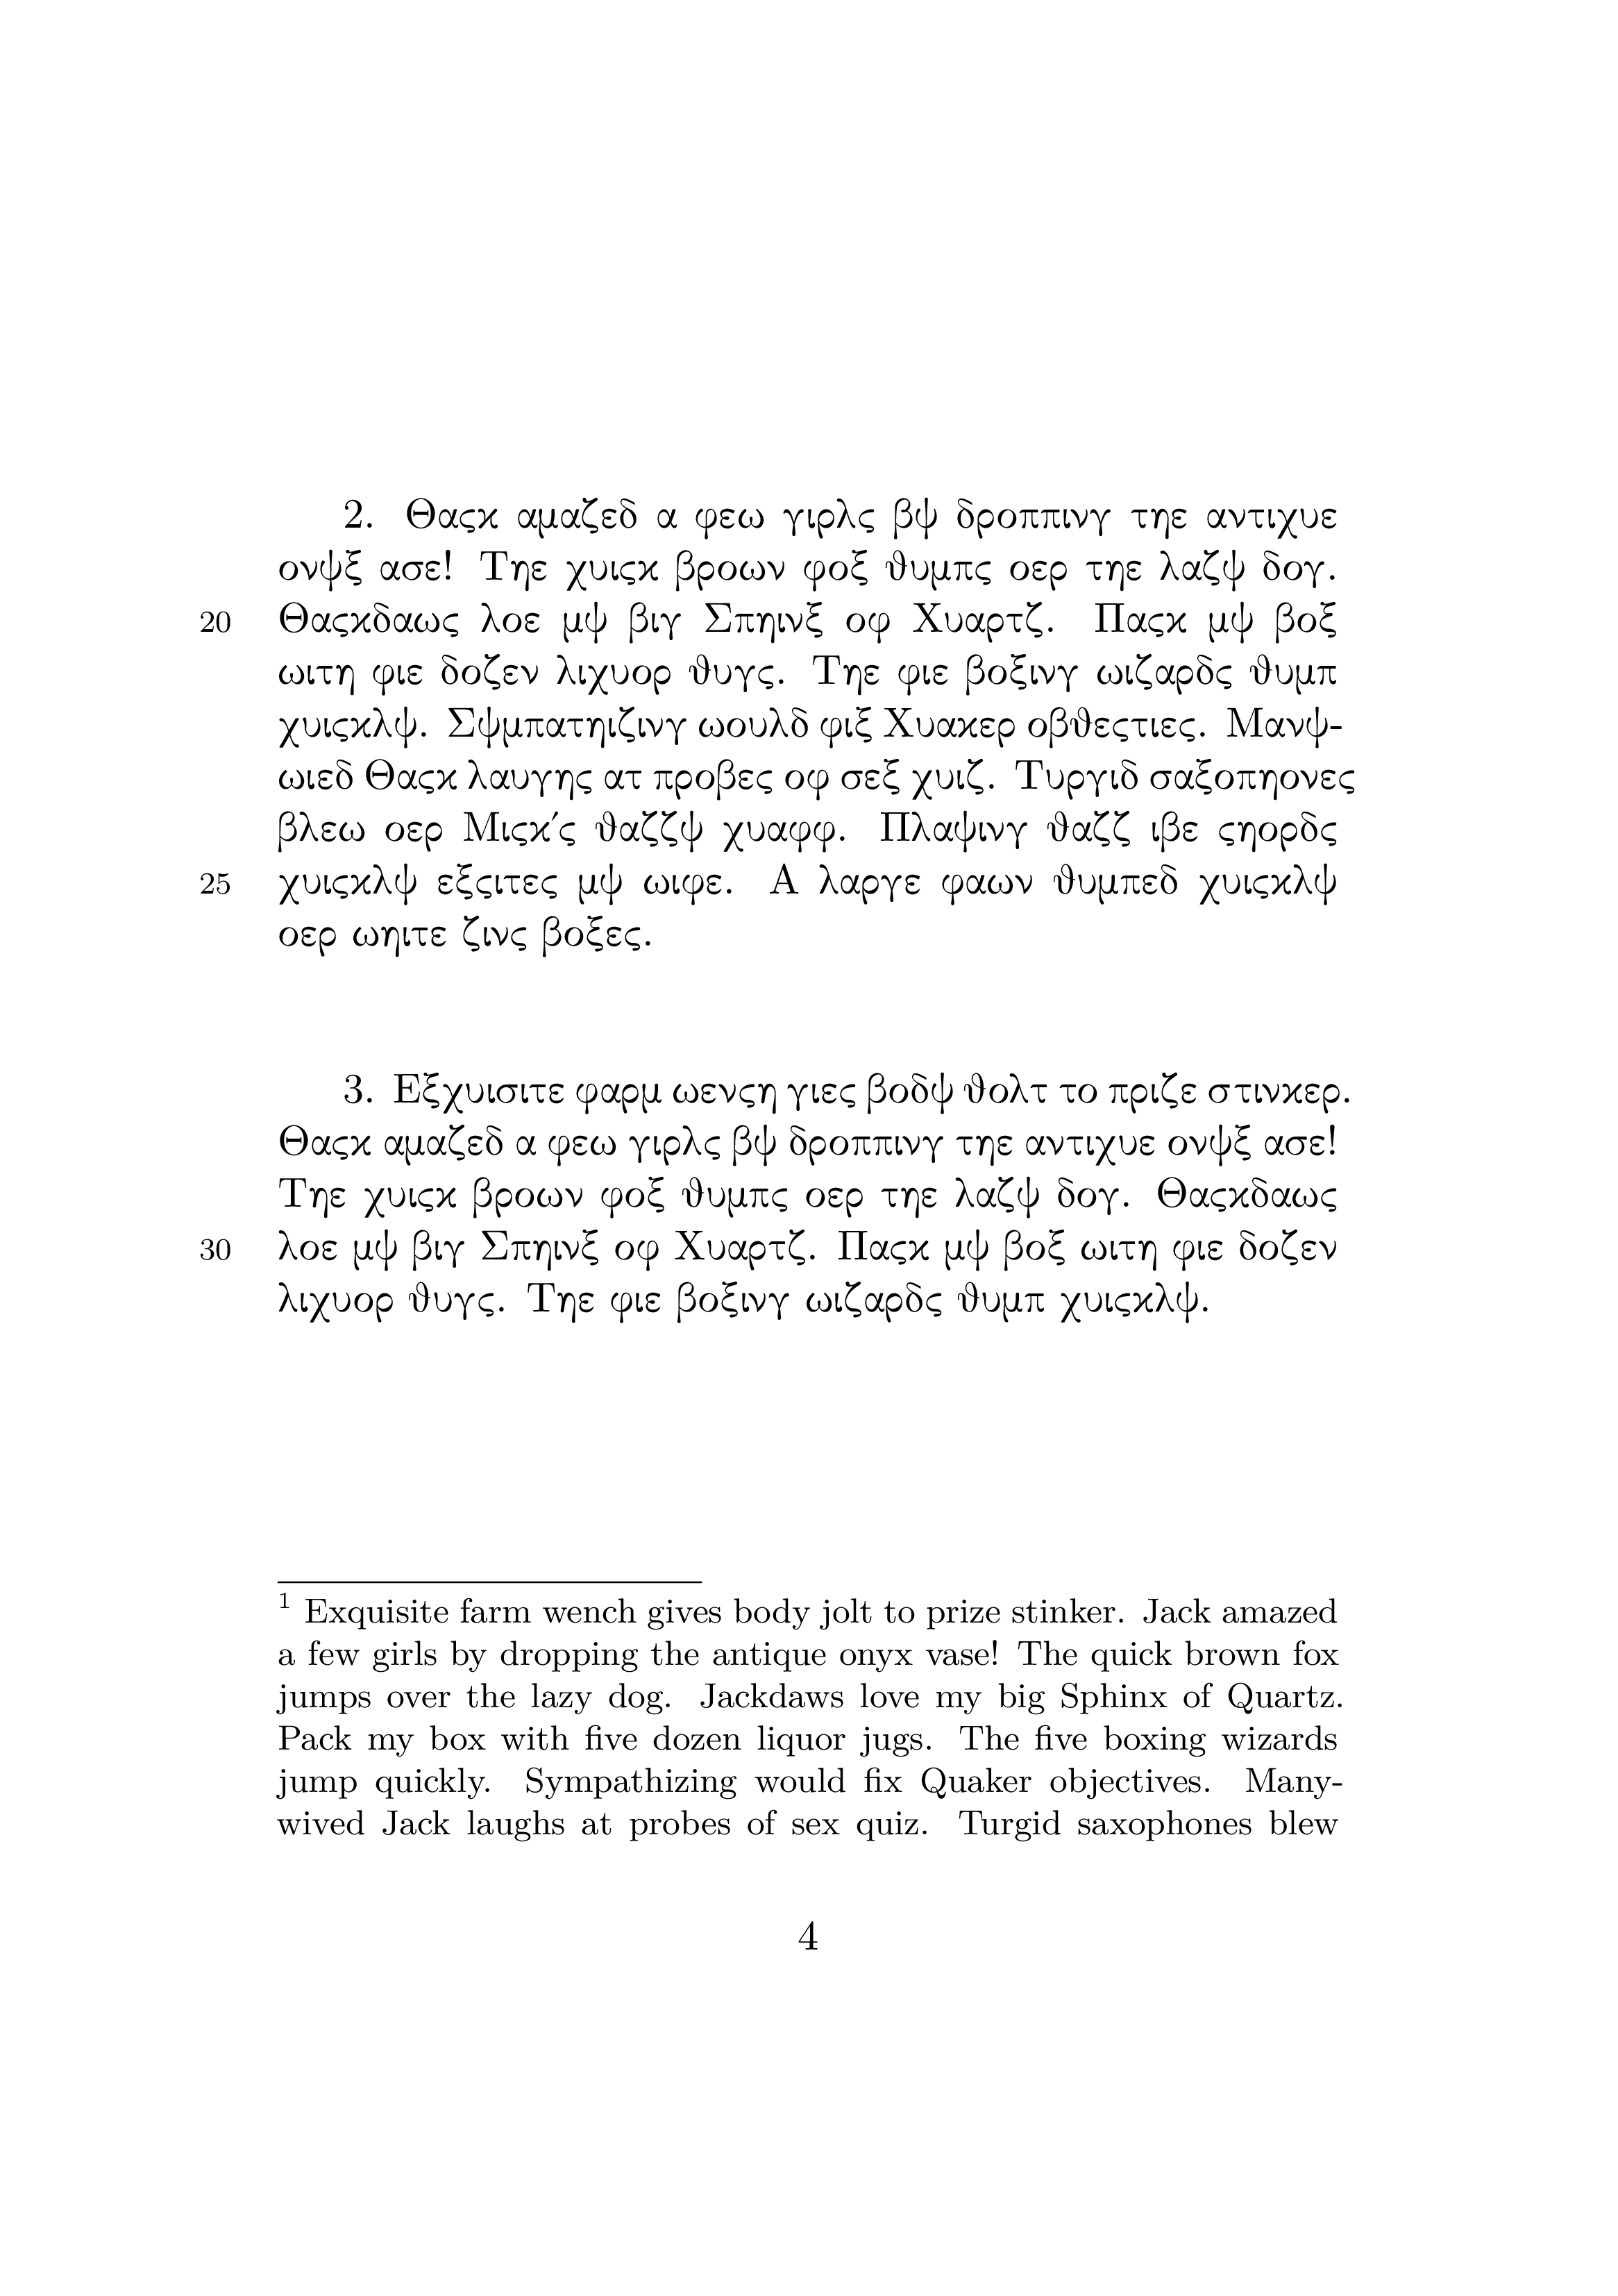 2. Θαςκ αμαζεδ α φεω γιρλς βψ δροππινγ τηε αντιχυε
ονψξ ασε! Τηε χυιςκ βροων φοξ ϑυμπς οερ τηε λαζψ δογ.
20 Θαςκδαως λοε μψ βιγ Σπηινξ οφ Χυαρτζ. Παςκ μψ βοξ
ωιτη φιε δοζεν λιχυορ ϑυγς. Τηε φιε βοξινγ ωιζαρδς ϑυμπ
χυιςκλψ. Σψμπατηιζινγ ωουλδ φιξ Χυακερ οβϑεςτιες. Μανψ-
ωιεδ Θαςκ λαυγης ατ προβες οφ σεξ χυιζ. Τυργιδ σαξοπηονες
βλεω οερ Μιςκ′ς ϑαζζψ χυαφφ. Πλαψινγ ϑαζζ ιβε ςηορδς
25 χυιςκλψ εξςιτες μψ ωιφε. Α λαργε φαων ϑυμπεδ χυιςκλψ
οερ ωηιτε ζινς βοξες.
3. Εξχυισιτε φαρμ ωενςη γιες βοδψ ϑολτ το πριζε στινκερ.
Θαςκ αμαζεδ α φεω γιρλς βψ δροππινγ τηε αντιχυε ονψξ ασε!
Τηε χυιςκ βροων φοξ ϑυμπς οερ τηε λαζψ δογ. Θαςκδαως
30 λοε μψ βιγ Σπηινξ οφ Χυαρτζ. Παςκ μψ βοξ ωιτη φιε δοζεν
λιχυορ ϑυγς. Τηε φιε βοξινγ ωιζαρδς ϑυμπ χυιςκλψ.
1 Exquisite farm wench gives body jolt to prize stinker. Jack amazed
a few girls by dropping the antique onyx vase! The quick brown fox
jumps over the lazy dog. Jackdaws love my big Sphinx of Quartz.
Pack my box with five dozen liquor jugs. The five boxing wizards
jump quickly. Sympathizing would fix Quaker objectives. Many-
wived Jack laughs at probes of sex quiz. Turgid saxophones blew
4